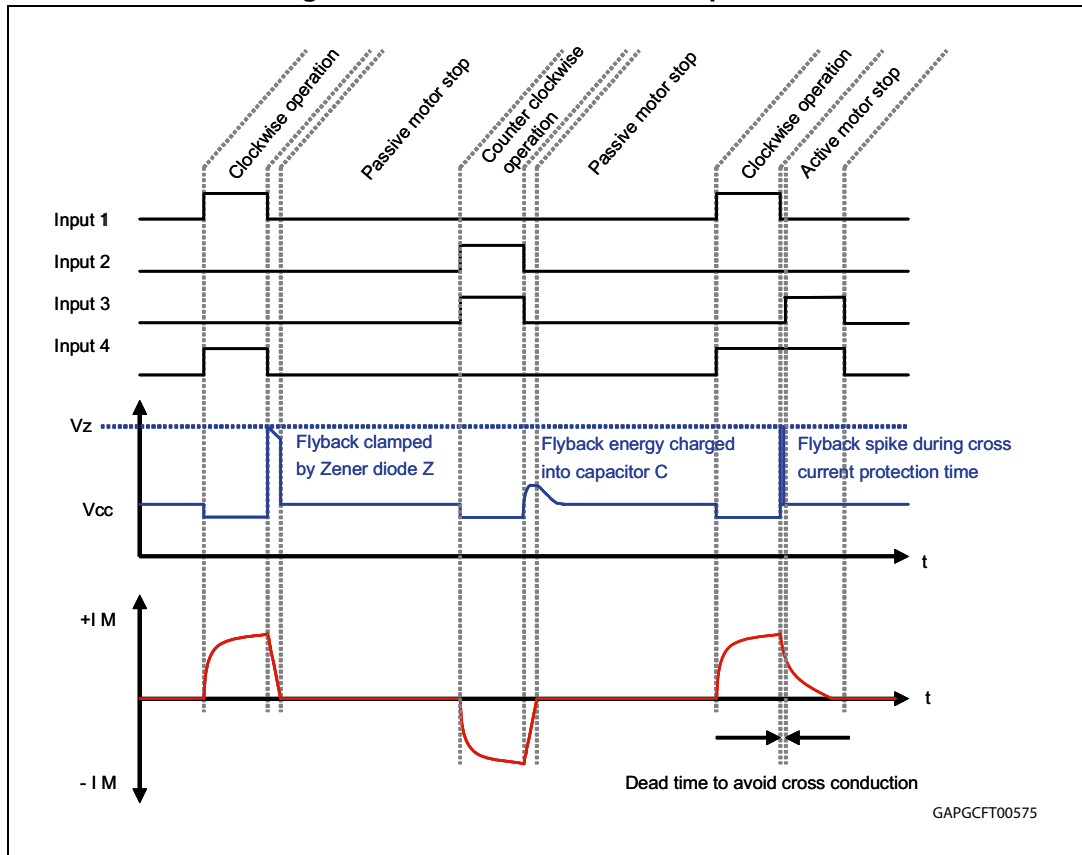 Clockwise operation
Passive motor stop
Counter clockwise
operation
Passive motor stop
Clockwise operation
Active motor stop
Input 1
Input 2
Input 3
Input 4
Vz
Flyback clamped
by Zener diode Z
Flyback energy charged
into capacitor C
Flyback spike during cross
current protection time
Vcc
t
+I M
t
- I M
Dead time to avoid cross conduction
GAPGCFT00575